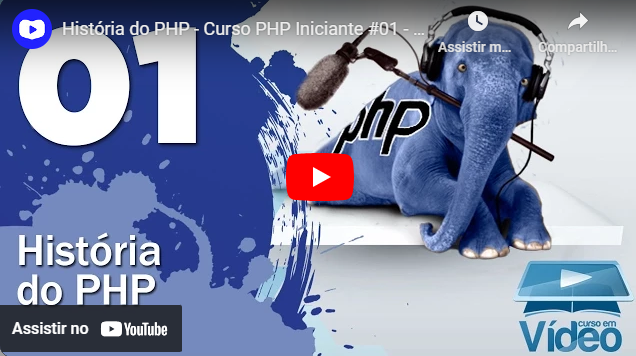 História do PHP - Curso PHP Iniciante #01 - ...
Assistir m...
Compartilh...
01
php
História
do PHP
Assistir no YouTube
curso em
Vídeo